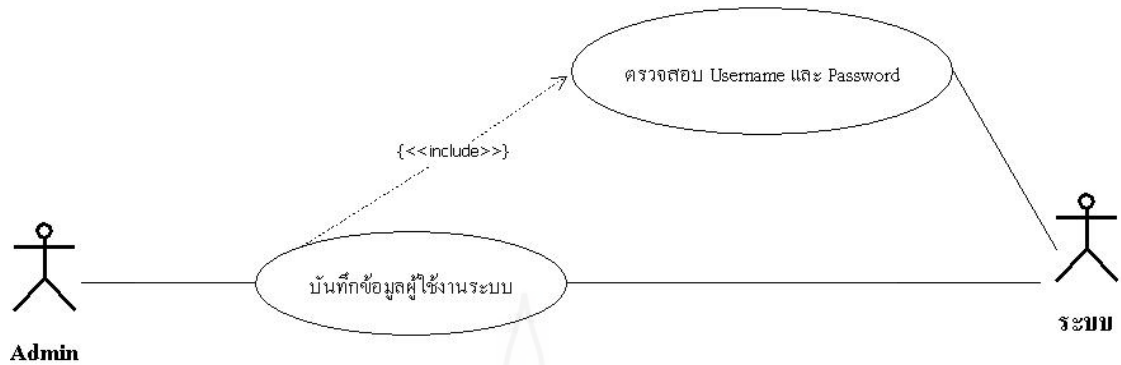 ตรวจสอบ Username และ Password
{<<include>>}
บันทึกข้อมูลผู้ใช้งานระบบ
Admin
ระบบ